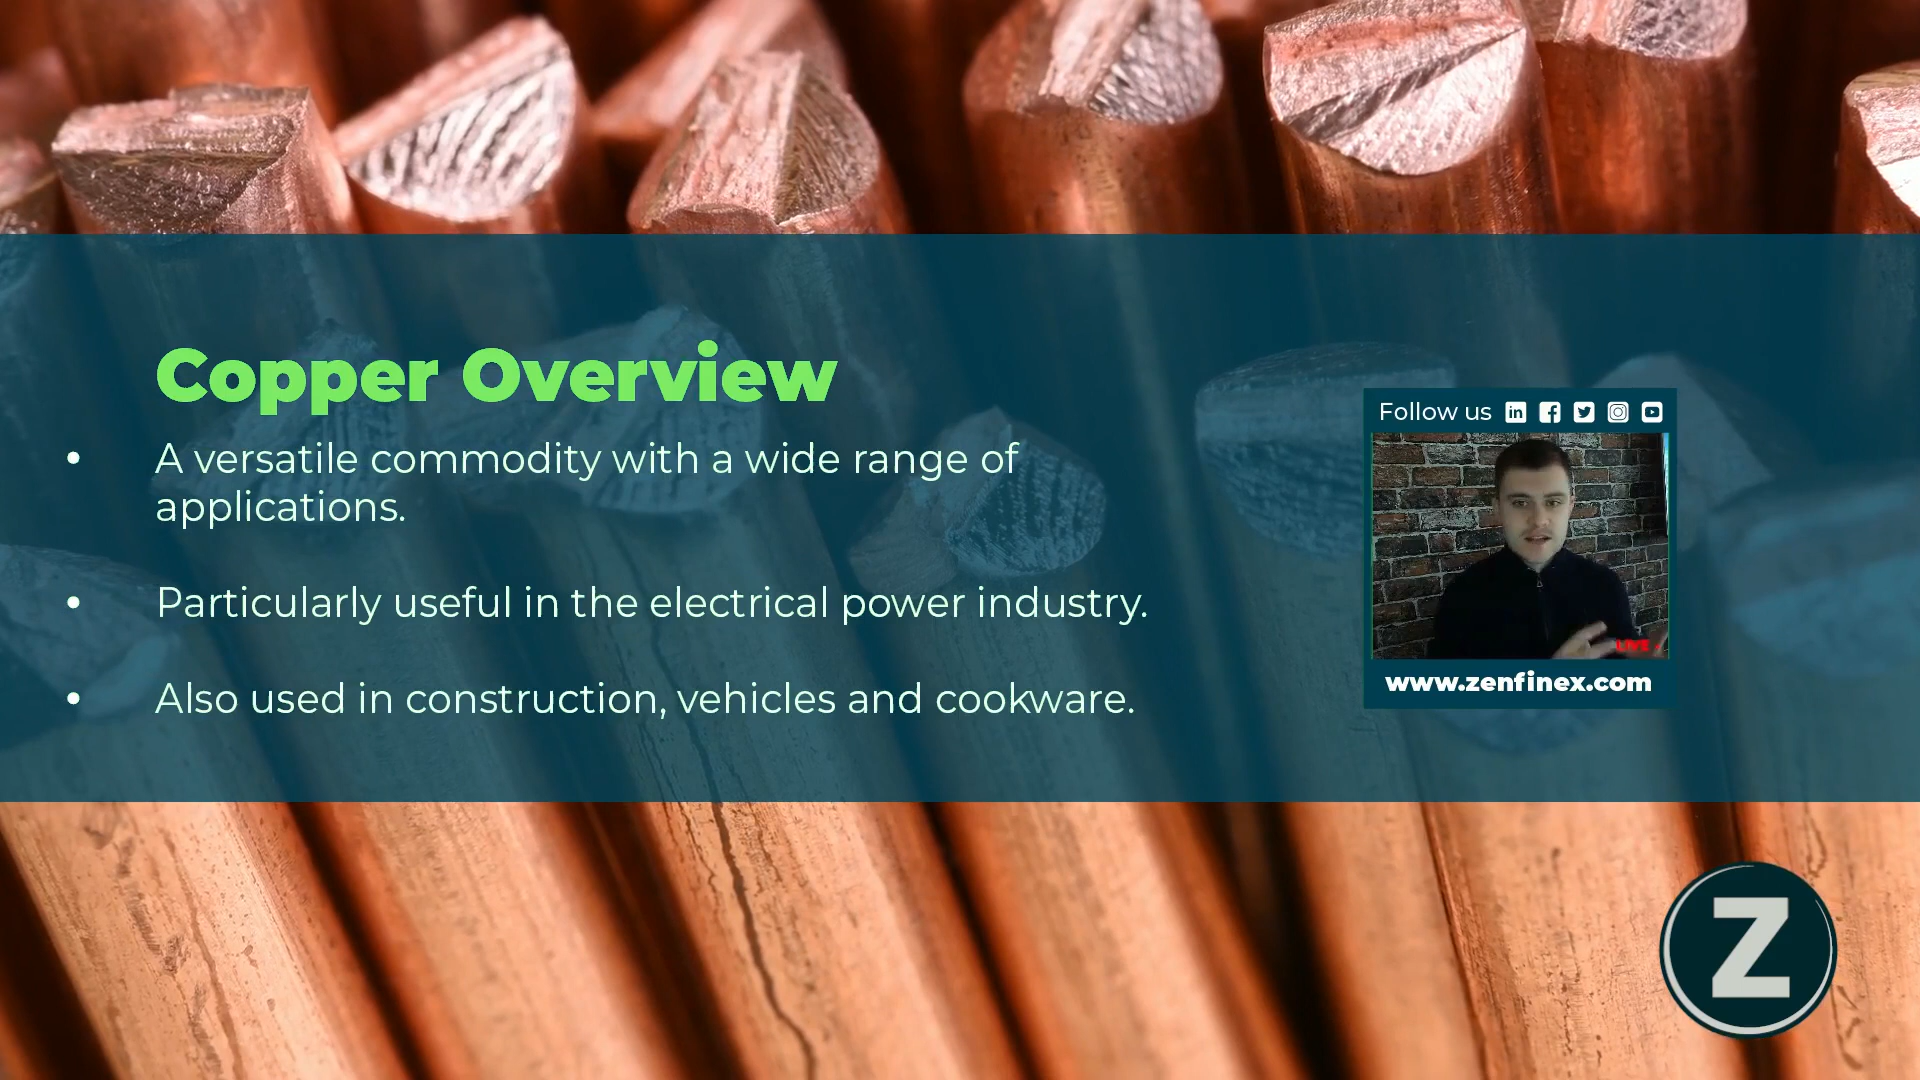 Copper Overview
• A versatile commodity with a wide range of
applications.
• Particularly useful in the electrical power industry.
• Also used in construction, vehicles and cookware.
Follow us
LIVE
www.zenfinex.com
Z